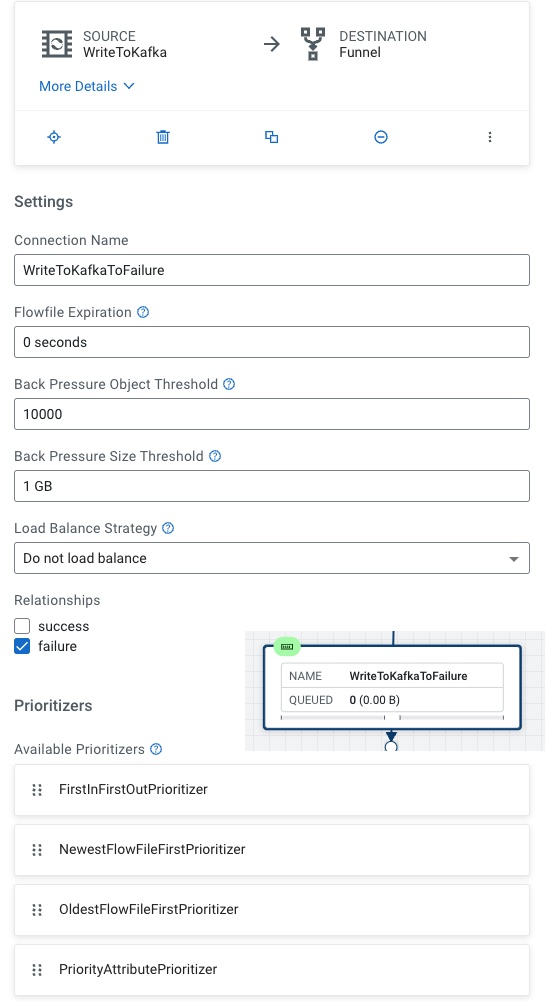 SOURCE
WriteToKafka
DESTINATION
Funnel
More Details
Settings
Connection Name
WriteToKafkaToFailure
Flowfile Expiration
0 seconds
Back Pressure Object Threshold
10000
Back Pressure Size Threshold
1 GB
Load Balance Strategy
Do not load balance
Relationships
success
failure
NAME WriteToKafkaToFailure
QUEUED 0 (0.00 B)
Prioritizers
Available Prioritizers
FirstInFirstOutPrioritizer
NewestFlowFileFirstPrioritizer
OldestFlowFileFirstPrioritizer
PriorityAttributePrioritizer